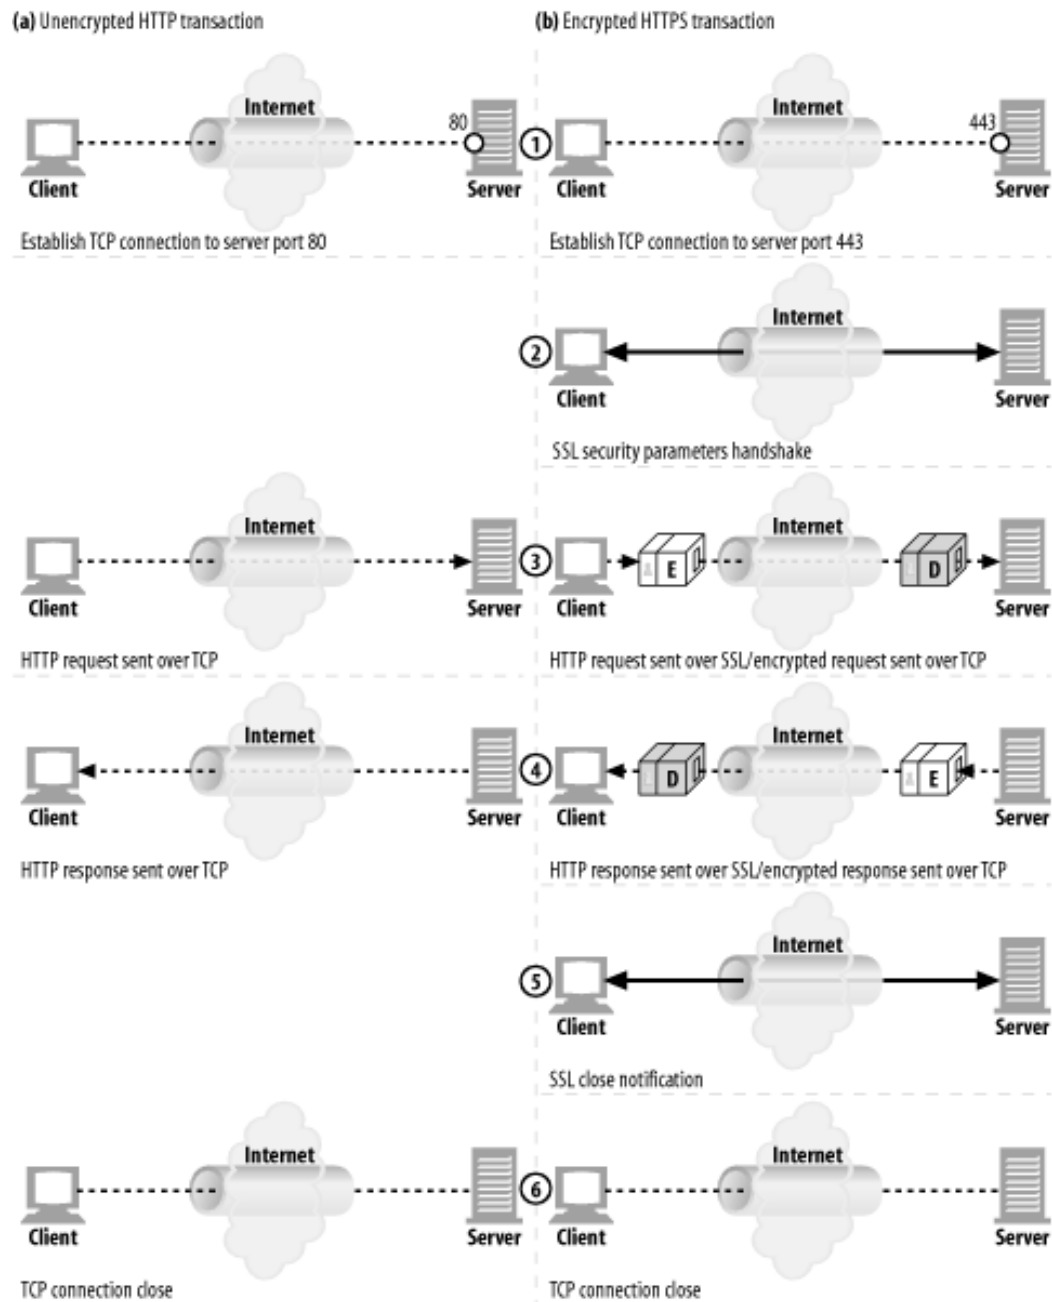 (a) Unencrypted HTTP transaction
(b) Encrypted HTTPS transaction
Internet
80
Client
Server
Establish TCP connection to server port 80
1
Internet
443
Client
Server
Establish TCP connection to server port 443
2
Internet
Client
Server
SSL security parameters handshake
Internet
Client
Server
HTTP request sent over TCP
3
Internet
E
D
Client
Server
HTTP request sent over SSL/encrypted request sent over TCP
Internet
Client
Server
HTTP response sent over TCP
4
Internet
D
E
Client
Server
HTTP response sent over SSL/encrypted response sent over TCP
5
Internet
Client
Server
SSL close notification
Internet
Client
Server
TCP connection close
6
Internet
Client
Server
TCP connection close